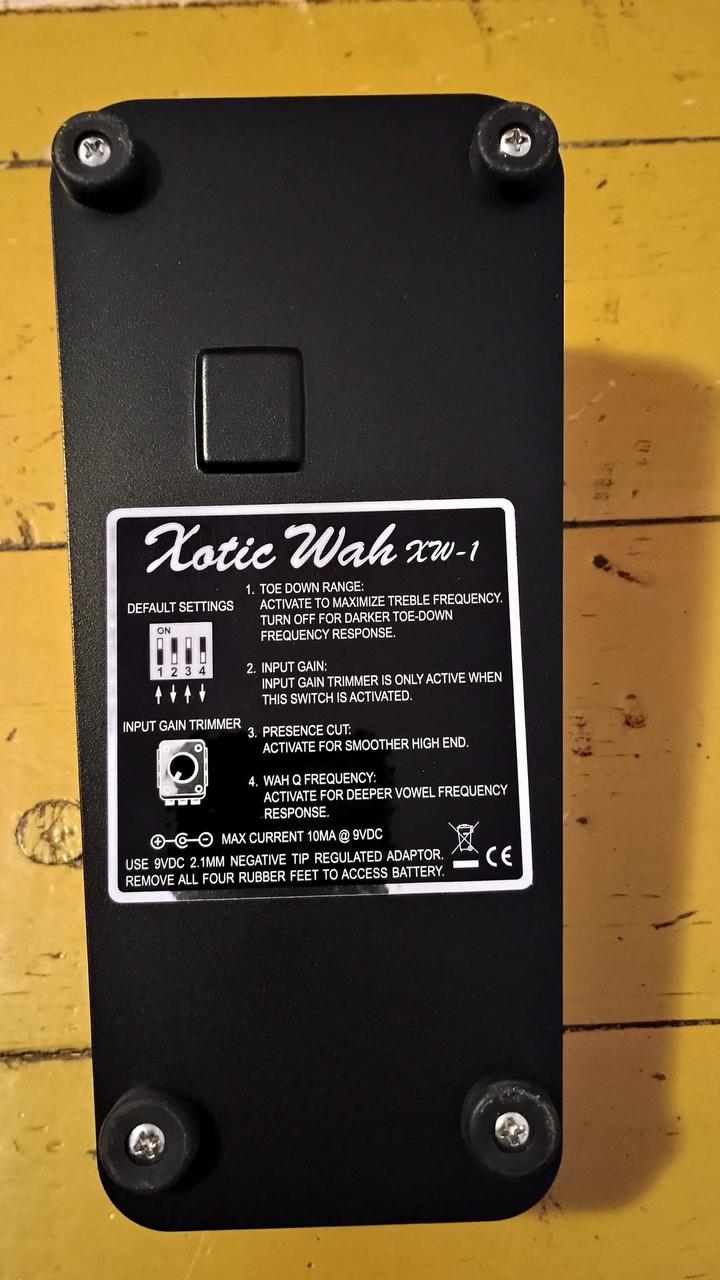 Xotic Wah XW-1
DEFAULT SETTINGS
ON
1 2 3 4
INPUT GAIN TRIMMER
1. TOE DOWN RANGE:
ACTIVATE TO MAXIMIZE TREBLE FREQUENCY.
TURN OFF FOR DARKER TOE-DOWN
FREQUENCY RESPONSE.
2. INPUT GAIN:
INPUT GAIN TRIMMER IS ONLY ACTIVE WHEN
THIS SWITCH IS ACTIVATED.
3. PRESENCE CUT:
ACTIVATE FOR SMOOTHER HIGH END.
4. WAH Q FREQUENCY:
ACTIVATE FOR DEEPER VOWEL FREQUENCY
RESPONSE.
MAX CURRENT 10MA @ 9VDC
USE 9VDC 2.1MM NEGATIVE TIP REGULATED ADAPTOR.
REMOVE ALL FOUR RUBBER FEET TO ACCESS BATTERY.
CE